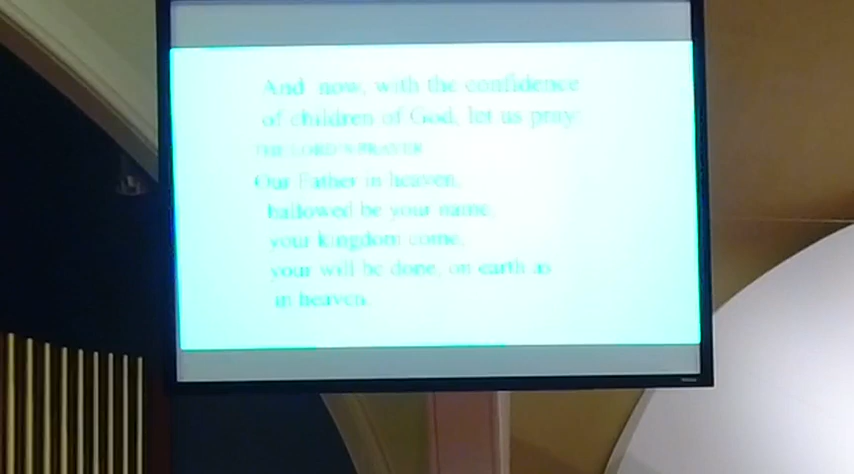 And now, with the confidence
of children of God, let us pray:
THE LORD'S PRAYER
Our Father in heaven,
hallowed be your name,
your kingdom come,
your will be done, on earth as
in heaven.